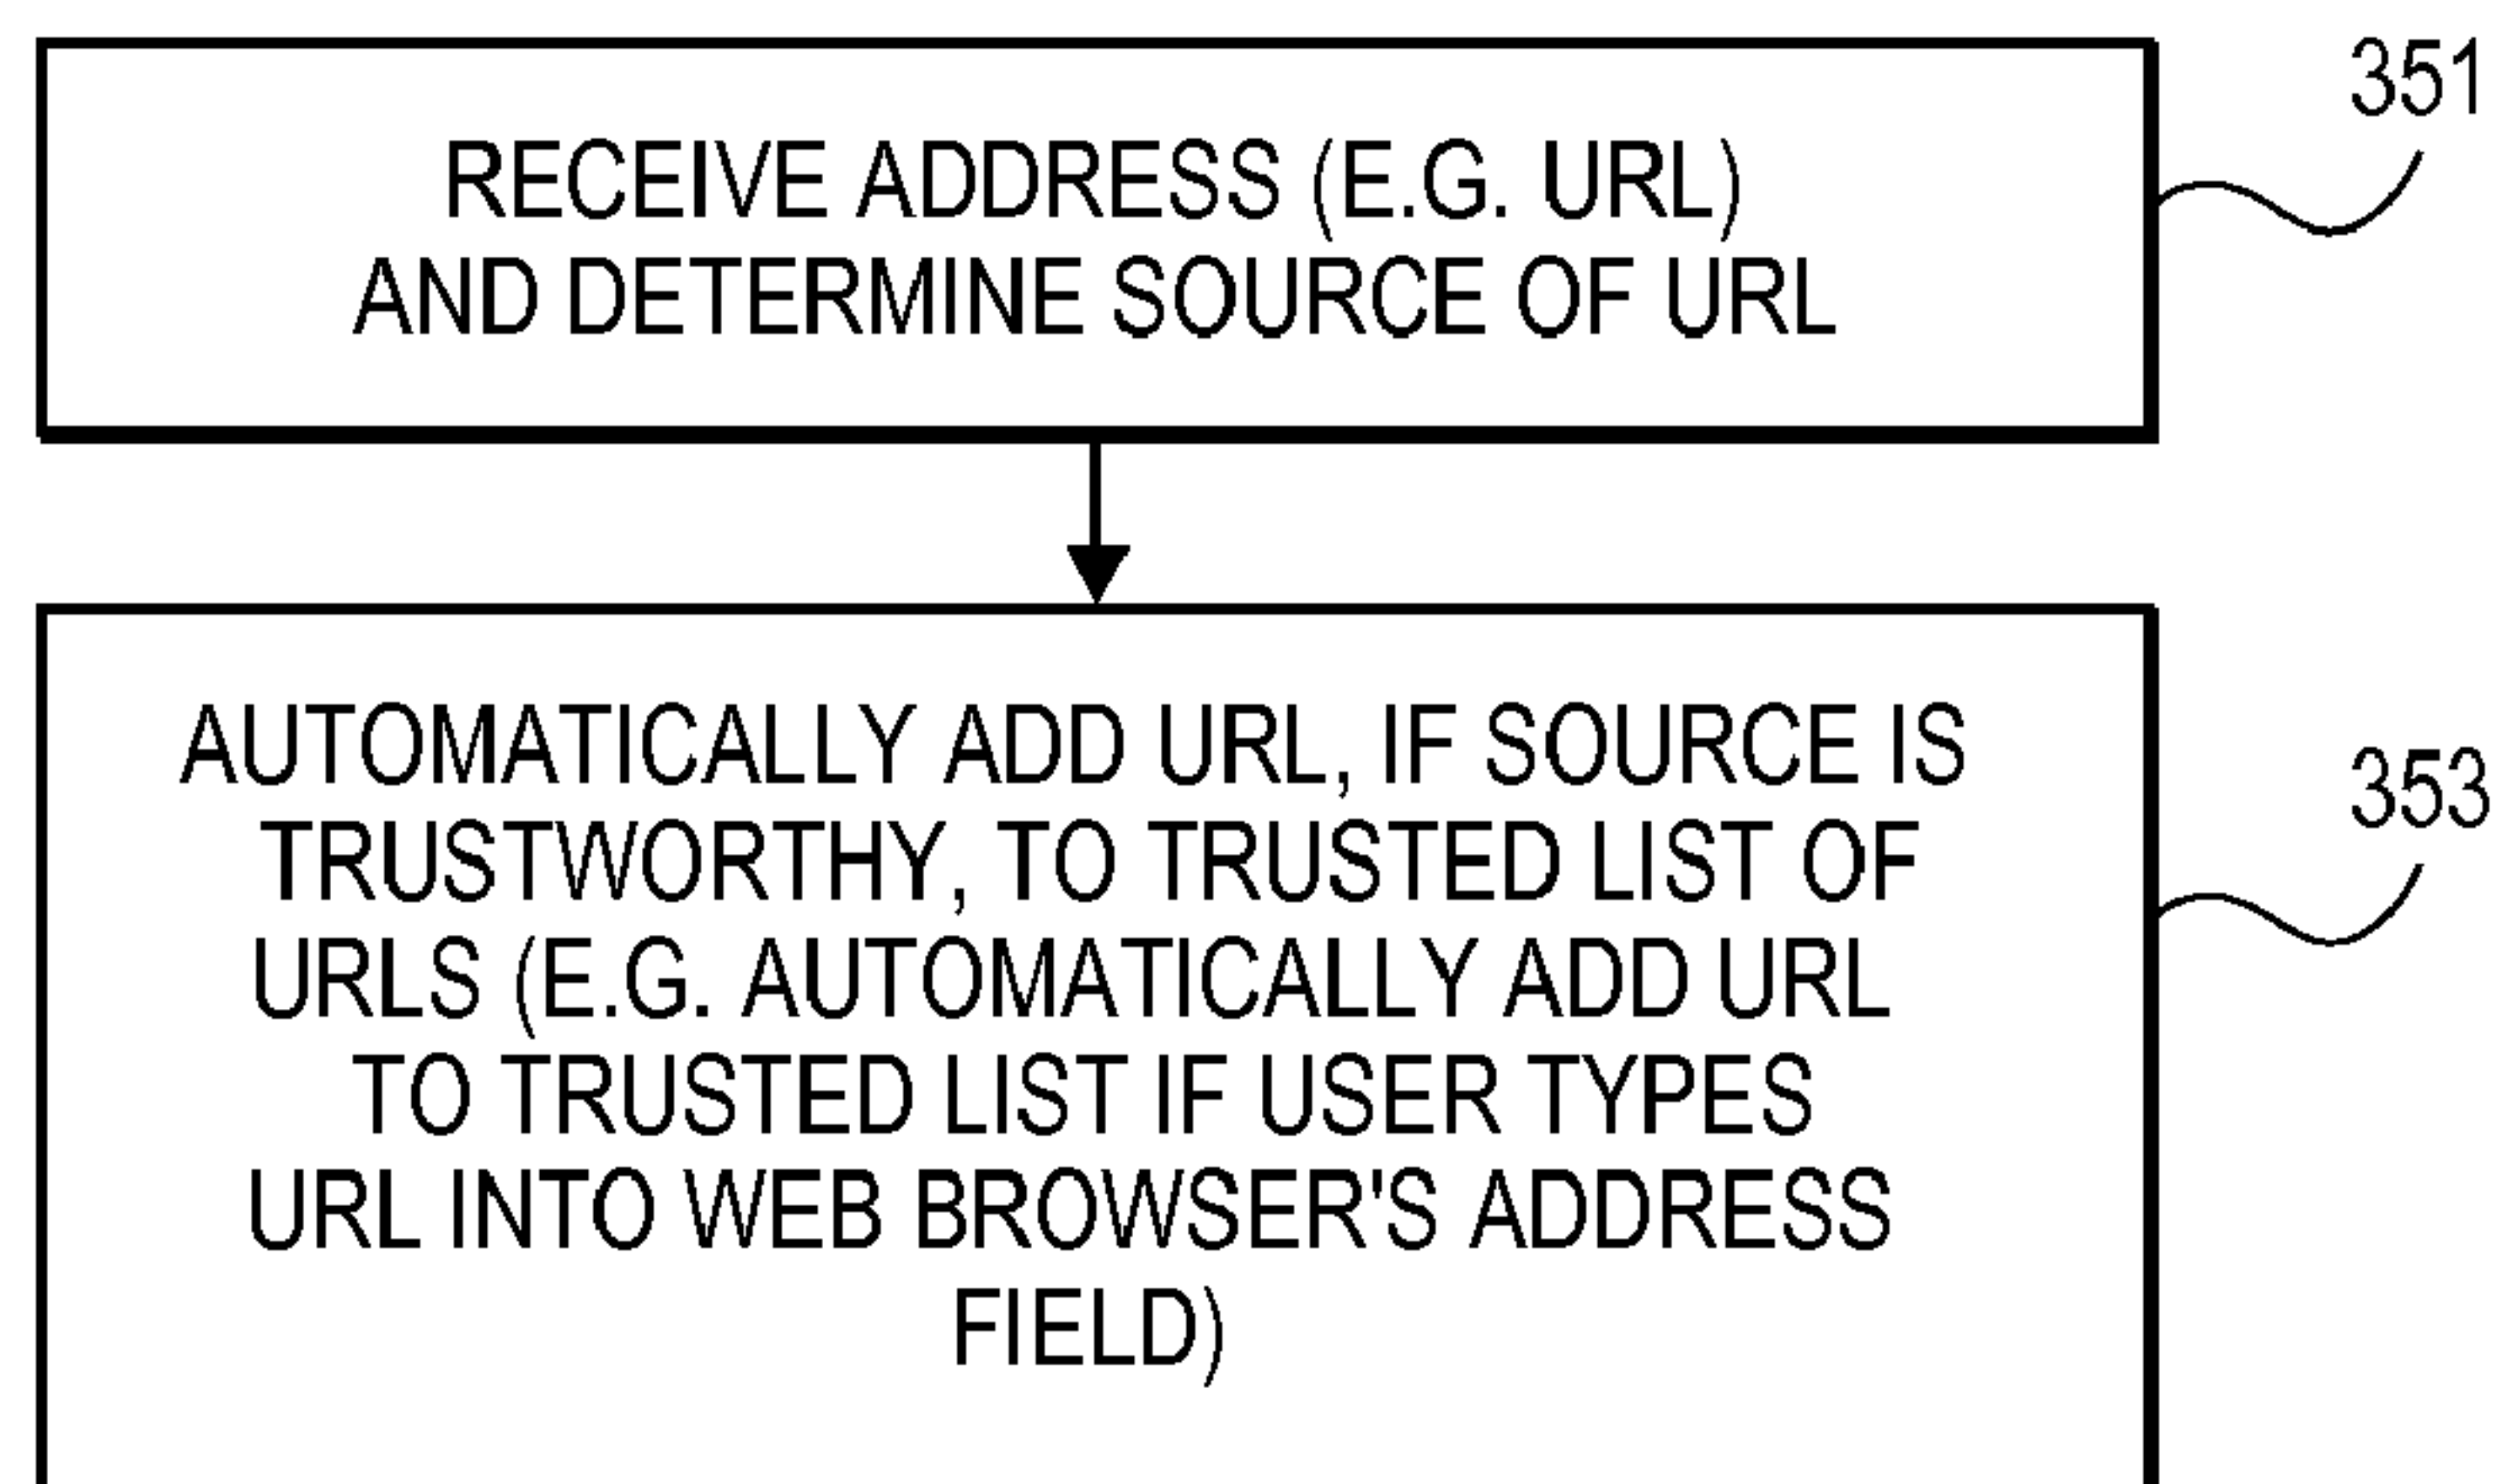 351
RECEIVE ADDRESS (E.G. URL)
AND DETERMINE SOURCE OF URL
AUTOMATICALLY ADD URL, IF SOURCE IS
TRUSTWORTHY, TO TRUSTED LIST OF
URLS (E.G. AUTOMATICALLY ADD URL
TO TRUSTED LIST IF USER TYPES
URL INTO WEB BROWSER'S ADDRESS
FIELD)
353